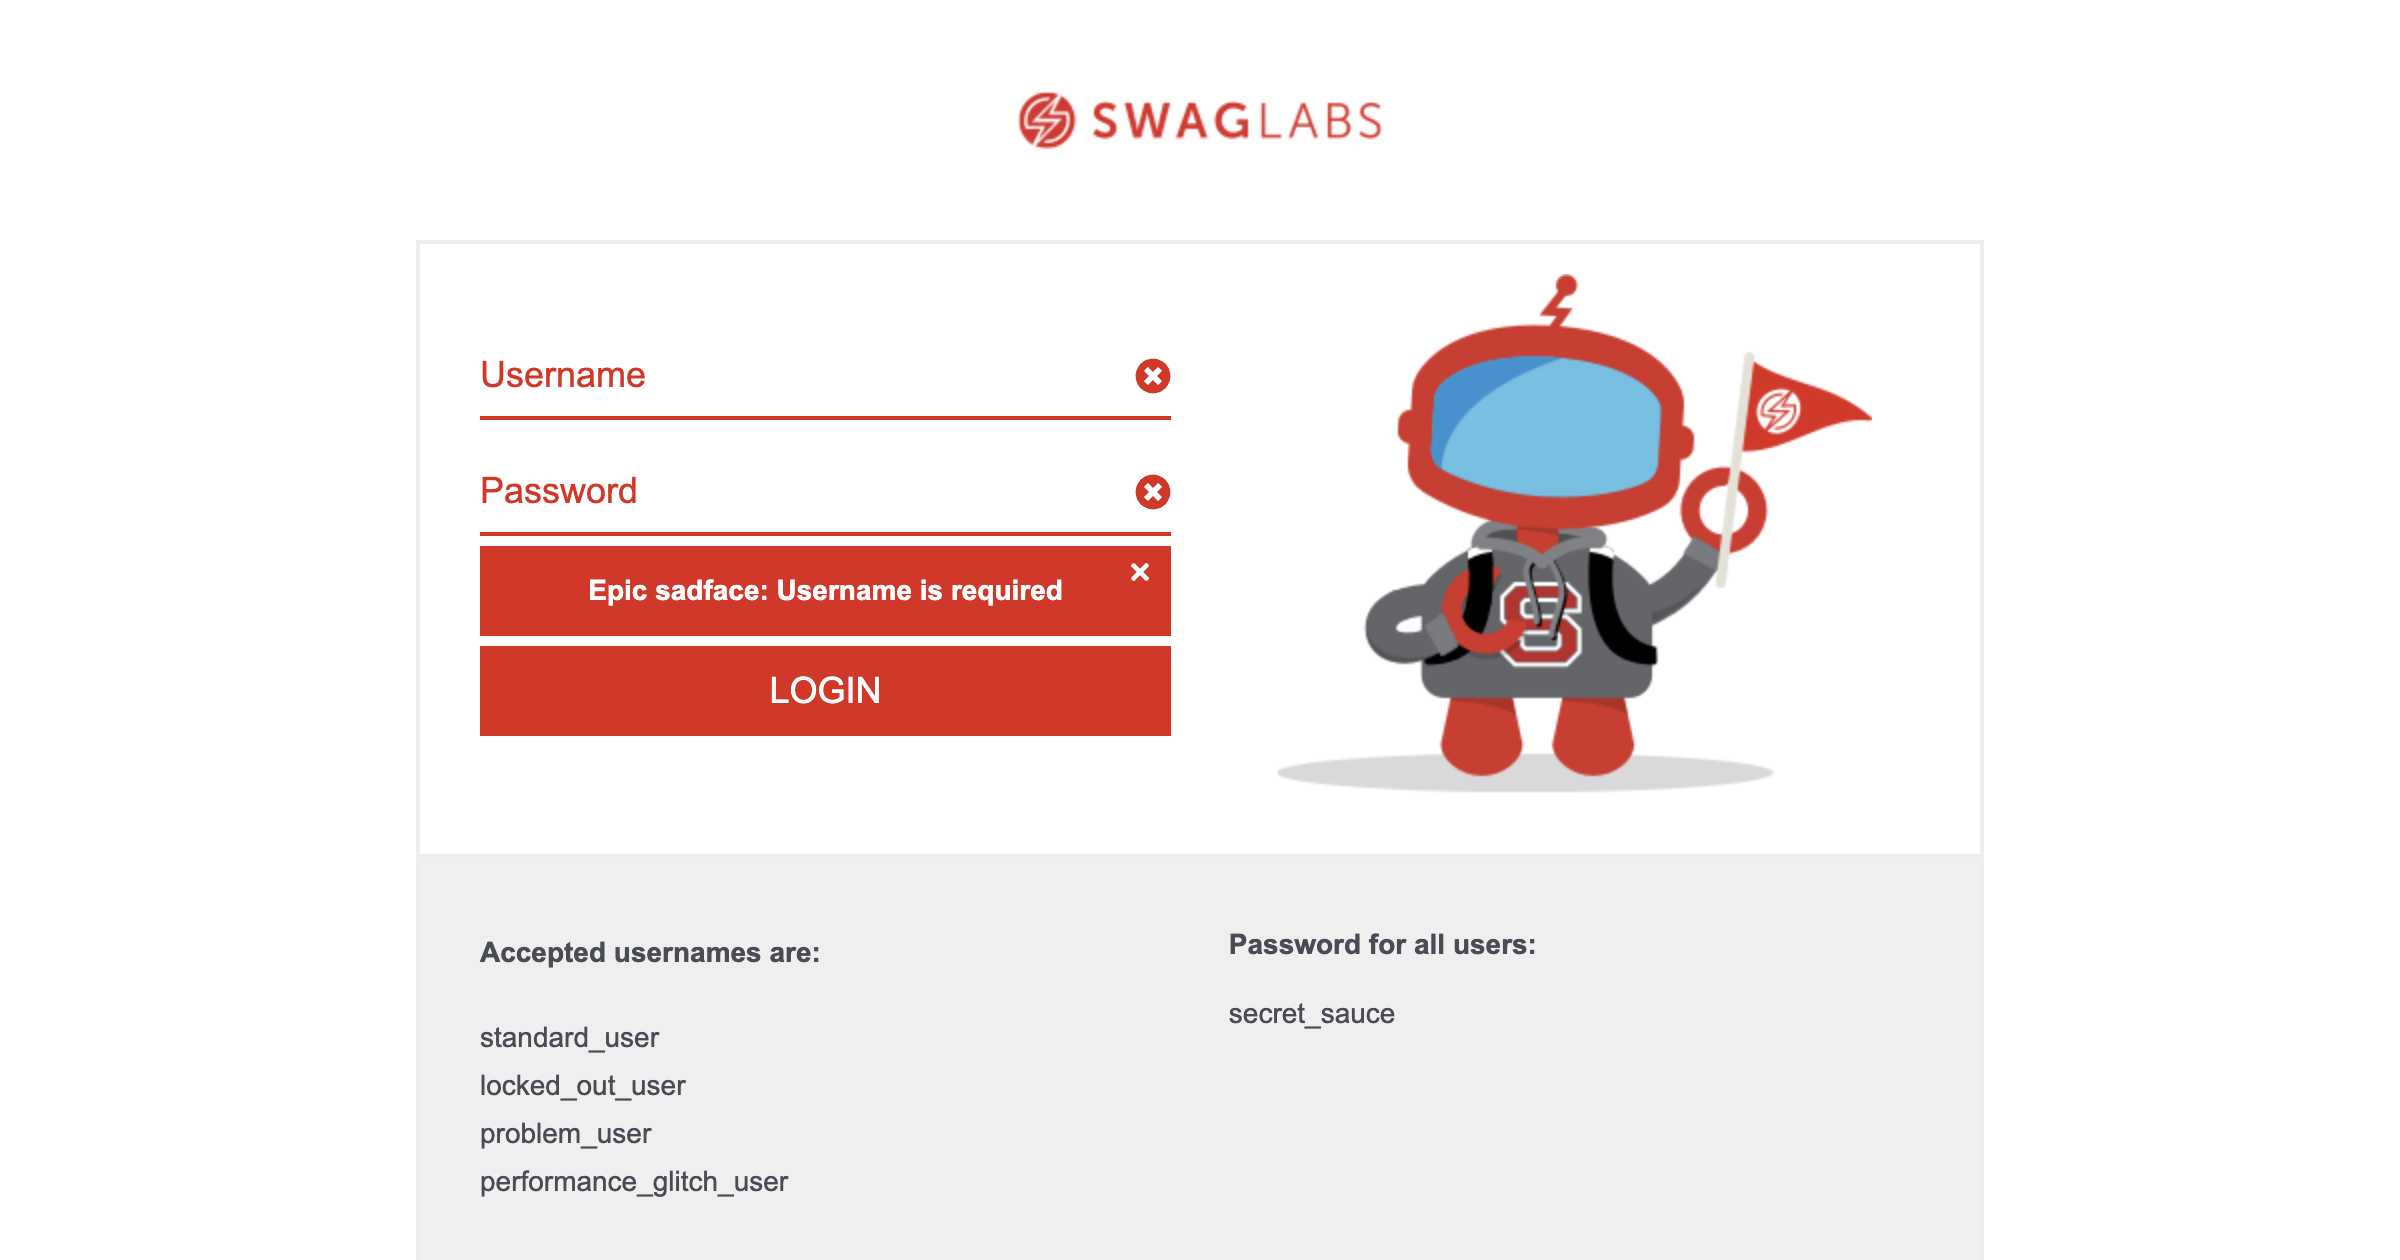 SWAGLABS
Username
Password
Epic sadface: Username is required
LOGIN
S
Accepted usernames are:
standard_user
locked_out_user
problem_user
performance_glitch_user
Password for all users:
secret_sauce